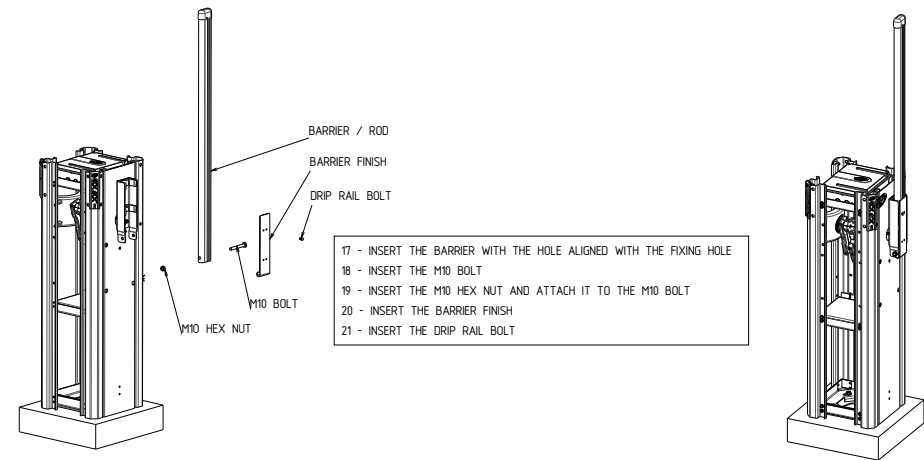 BARRIER / ROD
BARRIER FINISH
DRIP RAIL BOLT
M10 BOLT
M10 HEX NUT
17 - INSERT THE BARRIER WITH THE HOLE ALIGNED WITH THE FIXING HOLE
18 - INSERT THE M10 BOLT
19 - INSERT THE M10 HEX NUT AND ATTACH IT TO THE M10 BOLT
20 - INSERT THE BARRIER FINISH
21 - INSERT THE DRIP RAIL BOLT